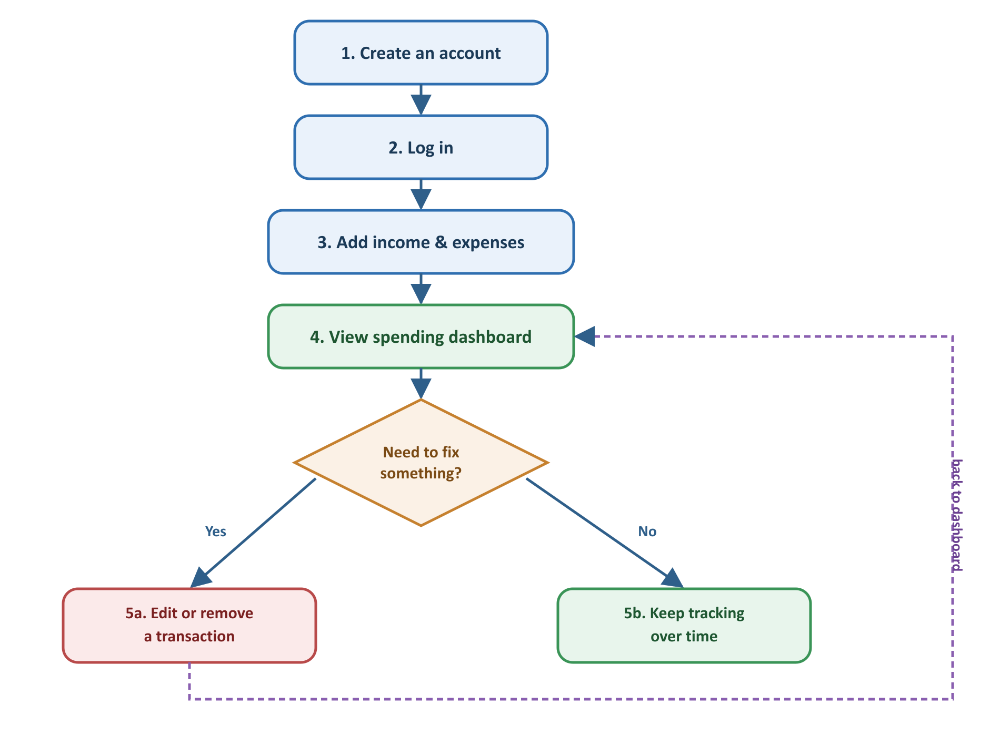 1. Create an account
2. Log in
3. Add income & expenses
4. View spending dashboard
Need to fix
something?
Yes
No
back to dashboard
5a. Edit or remove
a transaction
5b. Keep tracking
over time